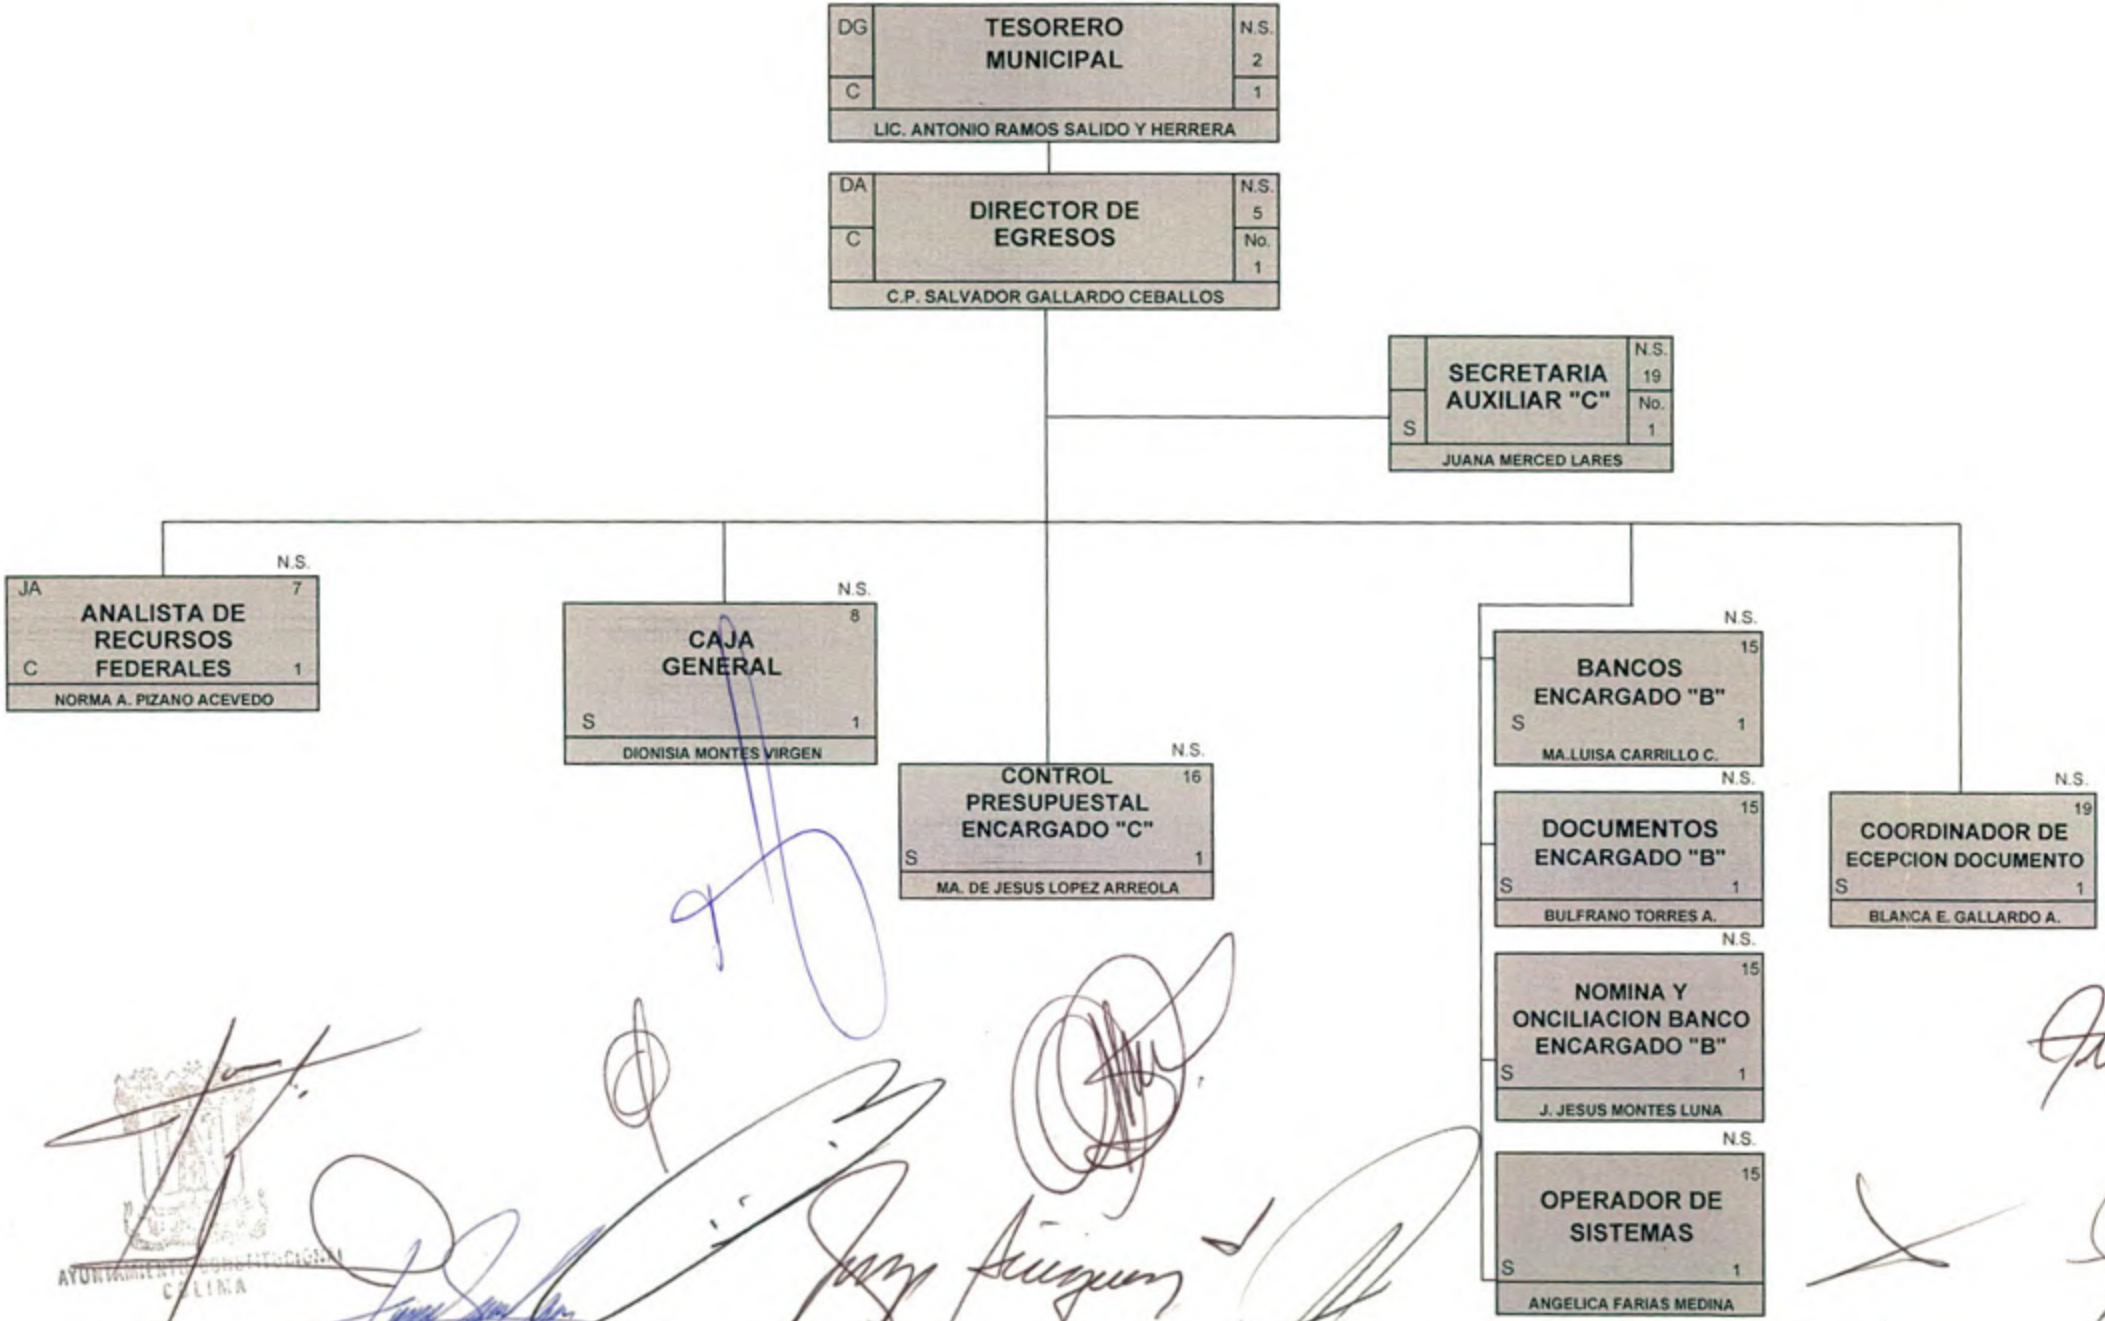 DG
TESORERO
MUNICIPAL
N.S.
2
C
1
LIC. ANTONIO RAMOS SALIDO Y HERRERA
DA
DIRECTOR DE
EGRESOS
N.S.
5
C
No.
1
C.P. SALVADOR GALLARDO CEBALLOS
SECRETARIA
AUXILIAR "C"
N.S.
19
No.
S
1
JUANA MERCED LARES
N.S.
JA
7
ANALISTA DE
RECURSOS
FEDERALES
C
1
NORMA A. PIZANO ACEVEDO
N.S.
8
CAJA
GENERAL
S
1
DIONISIA MONTES VIRGEN
N.S.
16
CONTROL
PRESUPUESTAL
ENCARGADO "C"
S
1
MA. DE JESUS LOPEZ ARREOLA
N.S.
15
BANCOS
ENCARGADO "B"
S
1
MA.LUISA CARRILLO C.
N.S.
15
DOCUMENTOS
ENCARGADO "B"
S
1
BULFRANO TORRES A.
N.S.
15
NOMINA Y
ONCILIACION BANCO
ENCARGADO "B"
S
1
J. JESUS MONTES LUNA
N.S.
15
OPERADOR DE
SISTEMAS
S
1
ANGELICA FARIAS MEDINA
N.S.
19
COORDINADOR DE
ECEPCION DOCUMENTO
S
1
BLANCA E. GALLARDO A.
AYUNTAMIENTO CONSTITUCIONAL
COLIMA